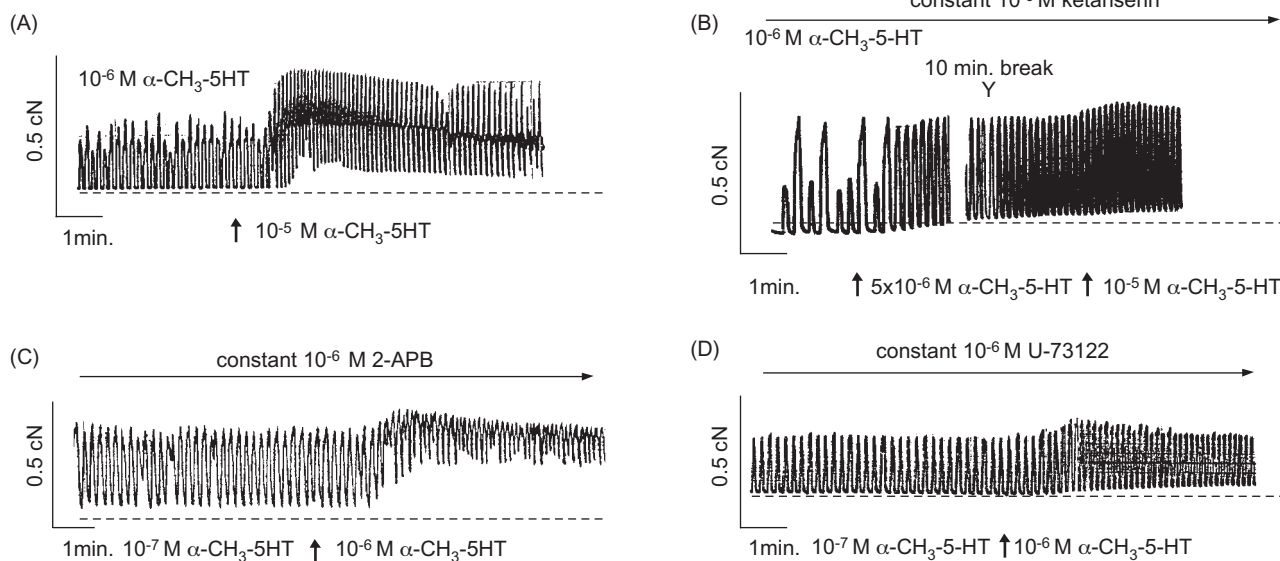 (A)
10⁻⁶ M α-CH₃-5HT
0.5 cN
1min.
↑ 10⁻⁵ M α-CH₃-5HT
(B)
constant 10 M ketanserin
10⁻⁶ M α-CH₃-5-HT
10 min. break
Y
0.5 cN
1min.
↑ 5x10⁻⁶ M α-CH₃-5-HT ↑ 10⁻⁵ M α-CH₃-5-HT
(C)
constant 10⁻⁶ M 2-APB
0.5 cN
1min. 10⁻⁷ M α-CH₃-5HT ↑ 10⁻⁶ M α-CH₃-5HT
(D)
constant 10⁻⁶ M U-73122
0.5 cN
1min. 10⁻⁷ M α-CH₃-5-HT ↑ 10⁻⁶ M α-CH₃-5-HT